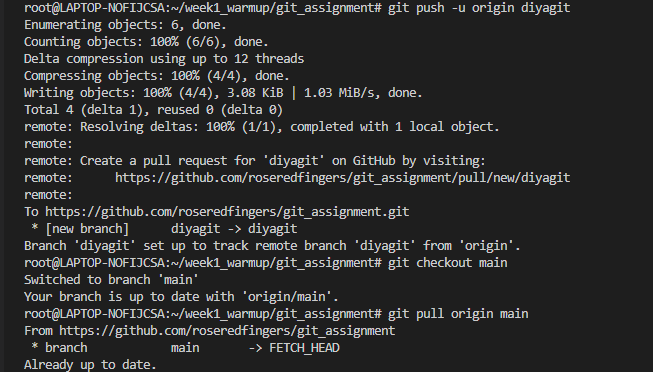 root@LAPTOP-NOFIJCSA:~/week1_warmup/git_assignment# git push -u origin diyagit
Enumerating objects: 6, done.
Counting objects: 100% (6/6), done.
Delta compression using up to 12 threads
Compressing objects: 100% (4/4), done.
Writing objects: 100% (4/4), 3.08 KiB | 1.03 MiB/s, done.
Total 4 (delta 1), reused 0 (delta 0)
remote: Resolving deltas: 100% (1/1), completed with 1 local object.
remote:
remote: Create a pull request for 'diyagit' on GitHub by visiting:
remote:      https://github.com/roseredfingers/git_assignment/pull/new/diyagit
remote:
To https://github.com/roseredfingers/git_assignment.git
 * [new branch]      diyagit -> diyagit
Branch 'diyagit' set up to track remote branch 'diyagit' from 'origin'.
root@LAPTOP-NOFIJCSA:~/week1_warmup/git_assignment# git checkout main
Switched to branch 'main'
Your branch is up to date with 'origin/main'.
root@LAPTOP-NOFIJCSA:~/week1_warmup/git_assignment# git pull origin main
From https://github.com/roseredfingers/git_assignment
 * branch            main       -> FETCH_HEAD
Already up to date.